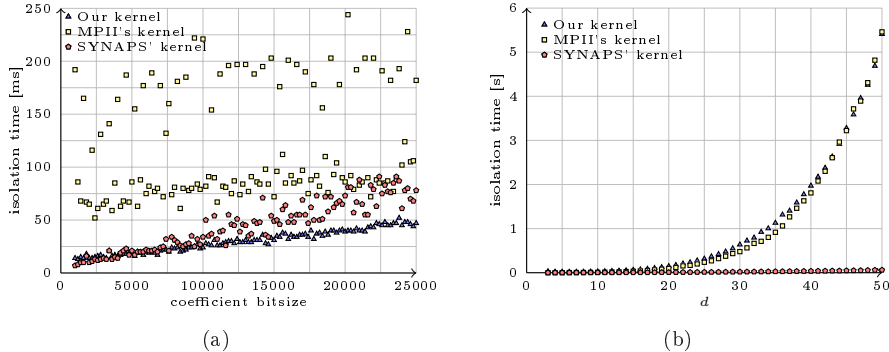 250
200
150
100
50
0
isolation time [ms]
Our kernel
MPII's kernel
SYNAPS' kernel
0
5000
10000
15000
20000
25000
coefficient bitsize
(a)
6
5
4
3
2
1
0
isolation time [s]
Our kernel
MPII's kernel
SYNAPS' kernel
0
10
20
30
40
50
d
(b)